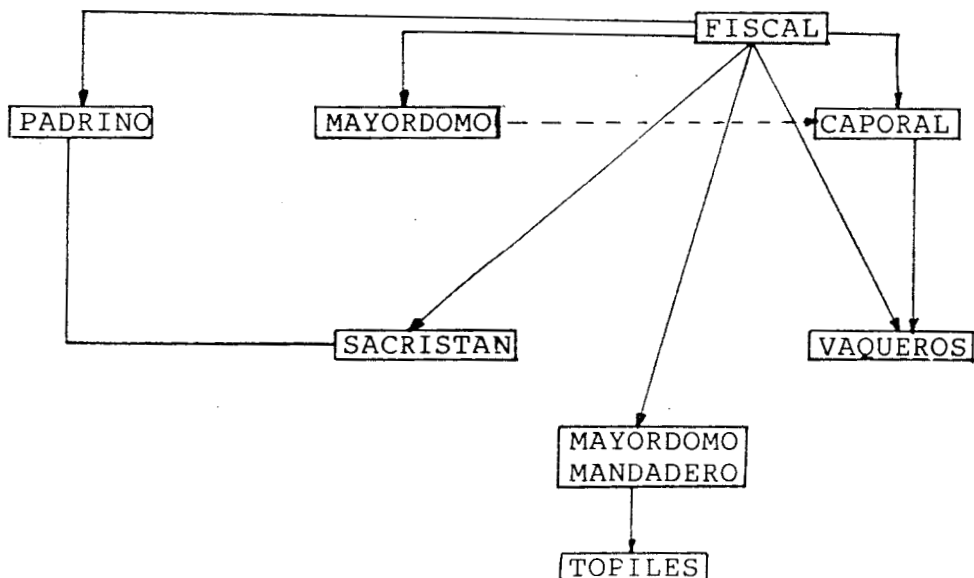 FISCAL
PADRINO
MAYORDOMO
CAPORAL
SACRISTAN
VAQUEROS
MAYORDOMO
MANDADERO
TOPILES